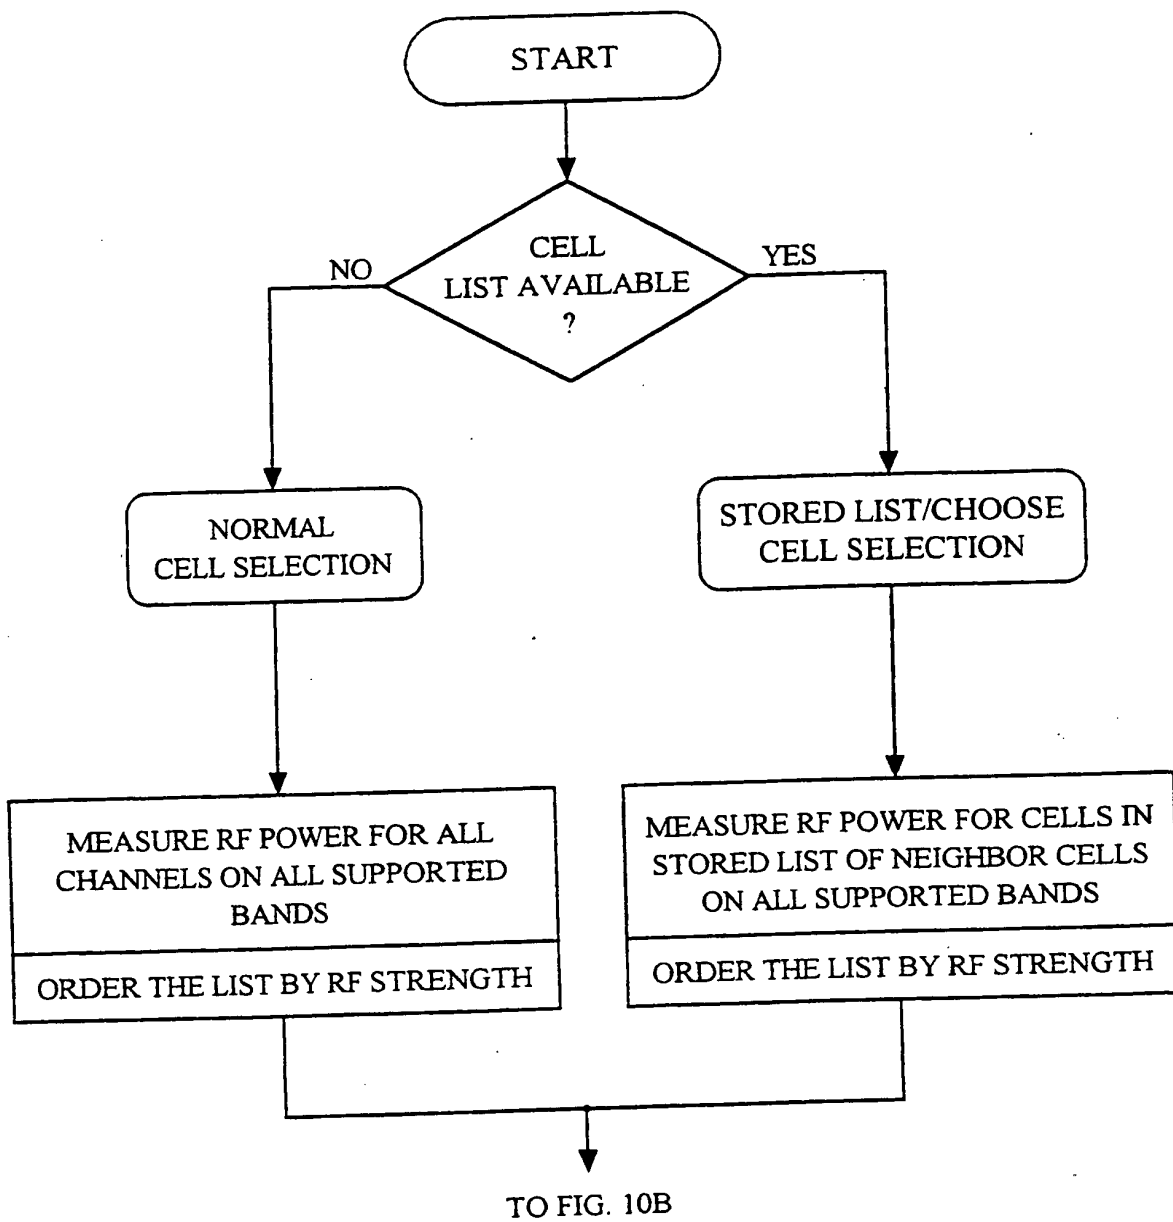 START
CELL
LIST AVAILABLE
?
NO
YES
NORMAL
CELL SELECTION
STORED LIST/CHOOSE
CELL SELECTION
MEASURE RF POWER FOR ALL
CHANNELS ON ALL SUPPORTED
BANDS
ORDER THE LIST BY RF STRENGTH
MEASURE RF POWER FOR CELLS IN
STORED LIST OF NEIGHBOR CELLS
ON ALL SUPPORTED BANDS
ORDER THE LIST BY RF STRENGTH
TO FIG. 10B